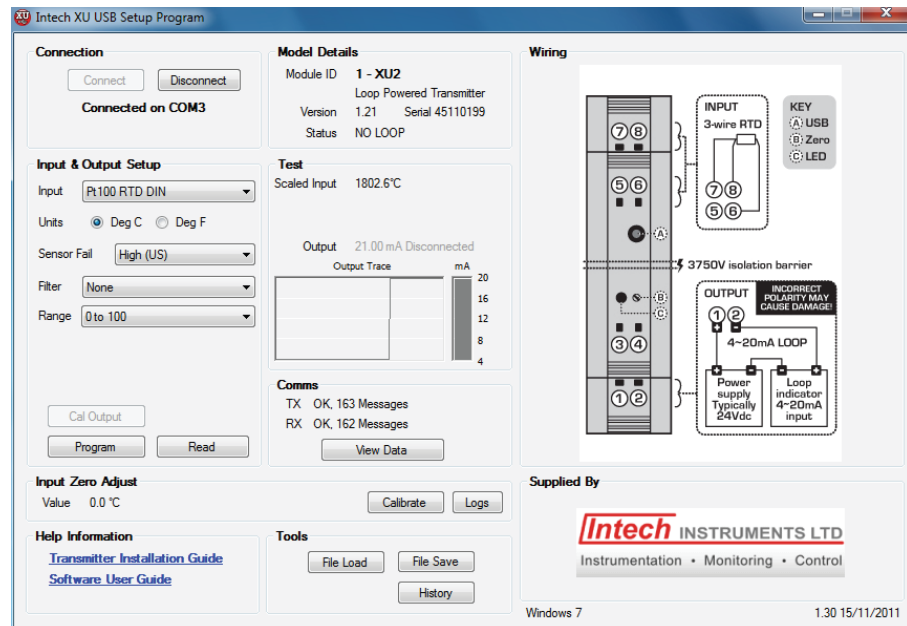 XU Intech XU USB Setup Program
Connection
Connect Disconnect
Connected on COM3
Model Details
Module ID 1 - XU2
Loop Powered Transmitter
Version 1.21 Serial 45110199
Status NO LOOP
Input & Output Setup
Input Pt100 RTD DIN
Units Deg C Deg F
Sensor Fail High (US)
Filter None
Range 0 to 100
Cal Output
Program Read
Test
Scaled Input 1802.6°C
Output 21.00 mA Disconnected
Output Trace mA
20
16
12
8
4
Comms
TX OK, 163 Messages
RX OK, 162 Messages
View Data
Wiring
7 8
5 6
A
3750V isolation barrier
B
C
3 4
1 2
INPUT
3-wire RTD
7 8
5 6
KEY
A USB
B Zero
C LED
OUTPUT
INCORRECT
POLARITY MAY
CAUSE DAMAGE!
1 2
+ -
4~20mA LOOP
+ - - +
Power
supply
Typically
24Vdc
Loop
indicator
4~20mA
input
Input Zero Adjust
Value 0.0 °C
Calibrate Logs
Help Information
Transmitter Installation Guide
Software User Guide
Tools
File Load File Save
History
Supplied By
Intech INSTRUMENTS LTD
Instrumentation • Monitoring • Control
Windows 7 1.30 15/11/2011